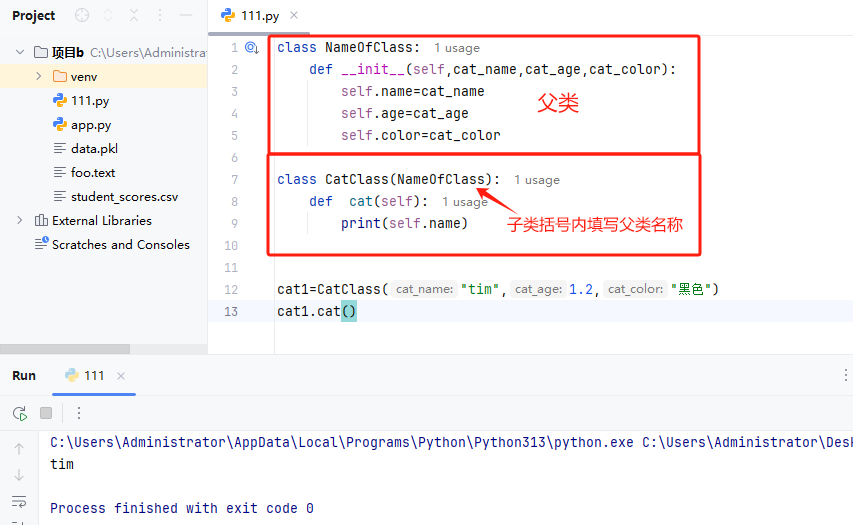 Project
111.py
项目b C:\Users\Administrat
venv
111.py
app.py
data.pkl
foo.text
student_scores.csv
External Libraries
Scratches and Consoles
1 class NameOfClass: 1 usage
2 def __init__(self,cat_name,cat_age,cat_color):
3 self.name=cat_name
4 self.age=cat_age
5 self.color=cat_color
父类
6
7 class CatClass(NameOfClass): 1 usage
8 def cat(self): 1 usage
9 print(self.name)
子类括号内填写父类名称
10
11
12 cat1=CatClass( cat_name: "tim", cat_age: 1.2, cat_color: "黑色")
13 cat1.cat()
Run 111
C:\Users\Administrator\AppData\Local\Programs\Python\Python313\python.exe C:\Users\Administrator\Des
tim
Process finished with exit code 0